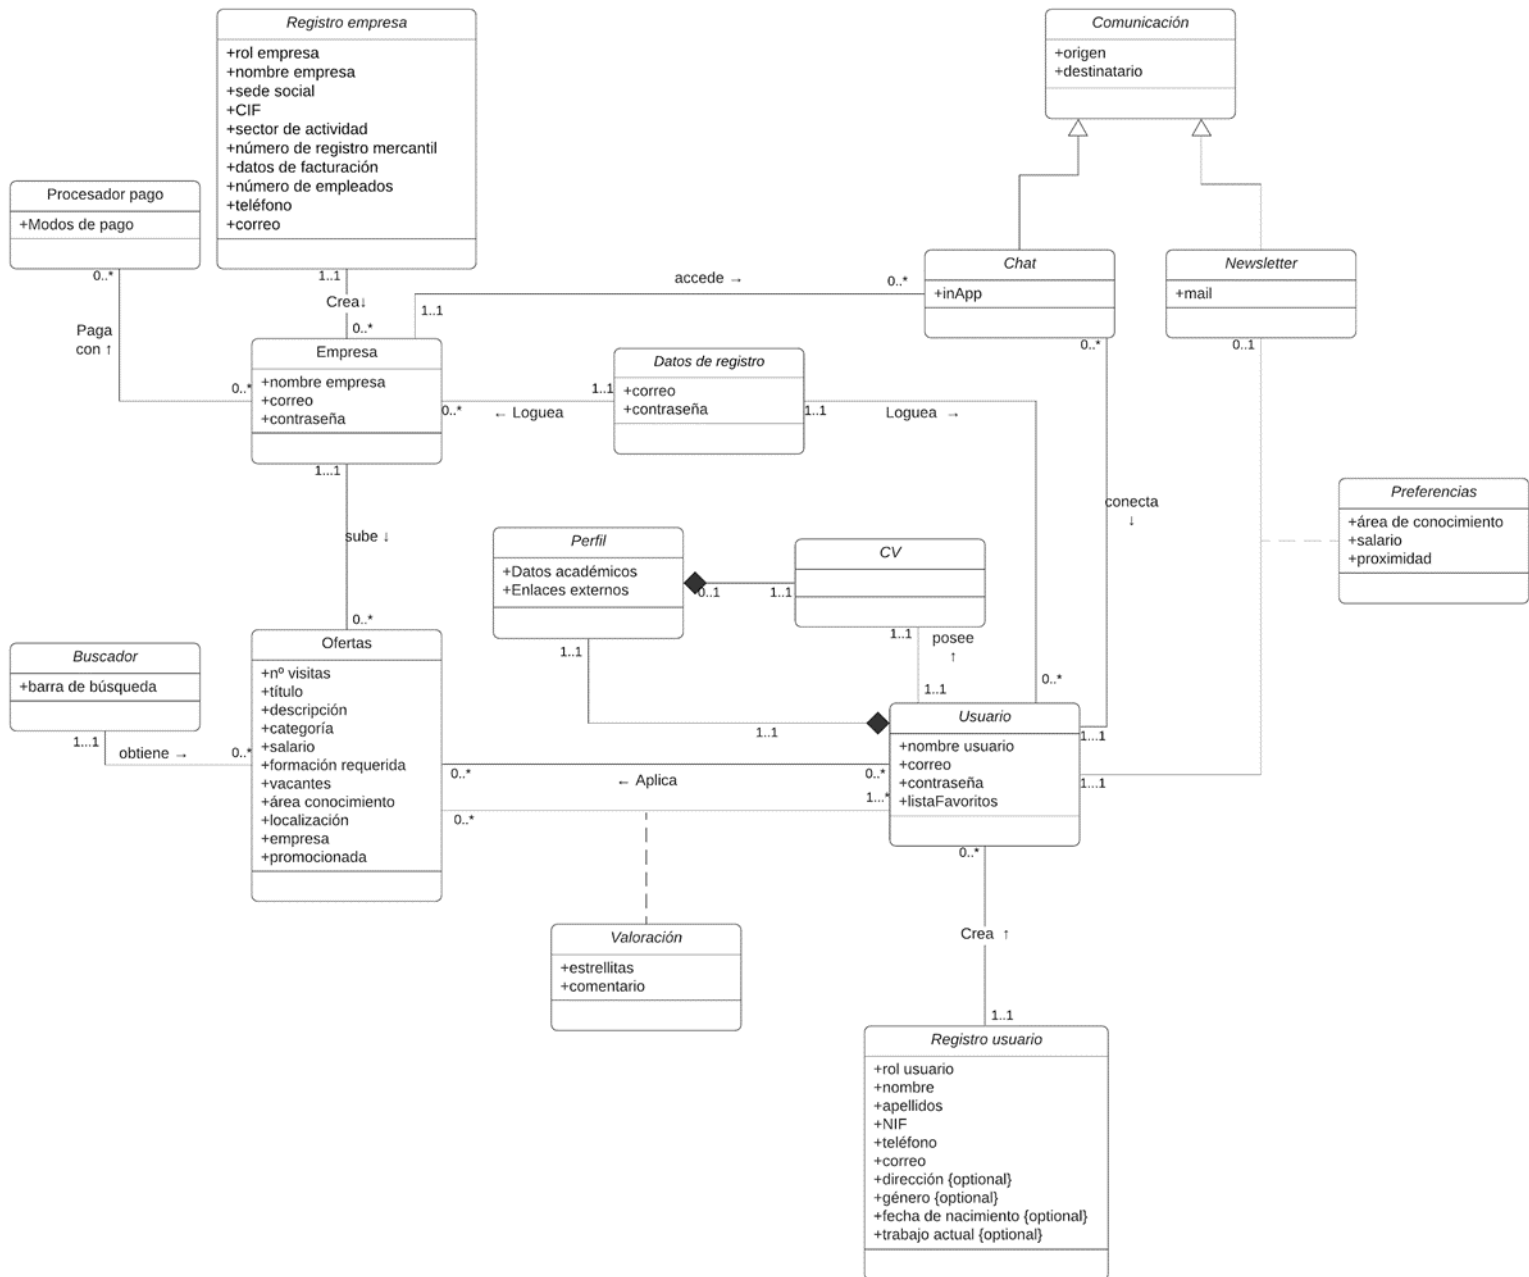 Registro empresa
+rol empresa
+nombre empresa
+sede social
+CIF
+sector de actividad
+número de registro mercantil
+datos de facturación
+número de empleados
+teléfono
+correo
Comunicación
+origen
+destinatario
Procesador pago
+Modos de pago
Chat
+inApp
Newsletter
+mail
0..*
1..1
accede →
0..*
Crea↓
1..1
Paga
con ↑
0..*
0..*
0..1
Empresa
+nombre empresa
+correo
+contraseña
Datos de registro
+correo
+contraseña
0..*
1..1
0..*
← Loguea
1..1
Loguea →
1...1
Preferencias
+área de conocimiento
+salario
+proximidad
conecta
↓
sube ↓
Perfil
+Datos académicos
+Enlaces externos
CV
0..1
1..1
0..*
1..1
1..1
posee
↑
Ofertas
+nº visitas
+título
+descripción
+categoría
+salario
+formación requerida
+vacantes
+área conocimiento
+localización
+empresa
+promocionada
Buscador
+barra de búsqueda
1...1
obtiene →
0..*
1..1
0..*
1..1
Usuario
+nombre usuario
+correo
+contraseña
+listaFavoritos
1...1
1...1
0..*
← Aplica
0..*
0..*
1...*
0..*
Valoración
+estrellitas
+comentario
Crea ↑
1..1
Registro usuario
+rol usuario
+nombre
+apellidos
+NIF
+teléfono
+correo
+dirección {optional}
+género {optional}
+fecha de nacimiento {optional}
+trabajo actual {optional}